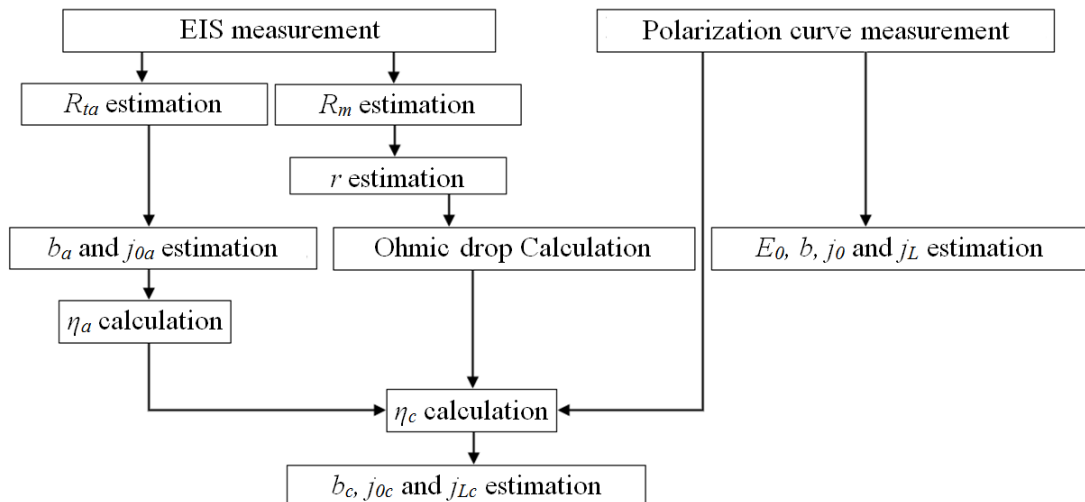 EIS measurement
Polarization curve measurement
Rta estimation
Rm estimation
r estimation
ba and j0a estimation
Ohmic drop Calculation
E0, b, j0 and jL estimation
ηa calculation
ηc calculation
bc, j0c and jLc estimation